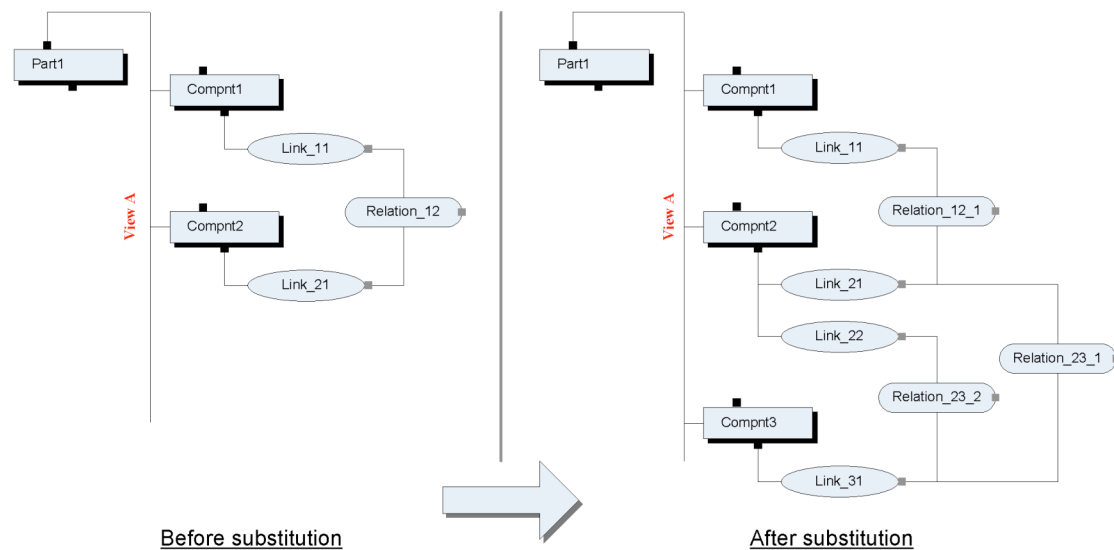 Part1
Compnt1
Link_11
View A
Relation_12
Compnt2
Link_21
Before substitution
Part1
Compnt1
Link_11
View A
Relation_12_1
Compnt2
Link_21
Link_22
Relation_23_1
Relation_23_2
Compnt3
Link_31
After substitution